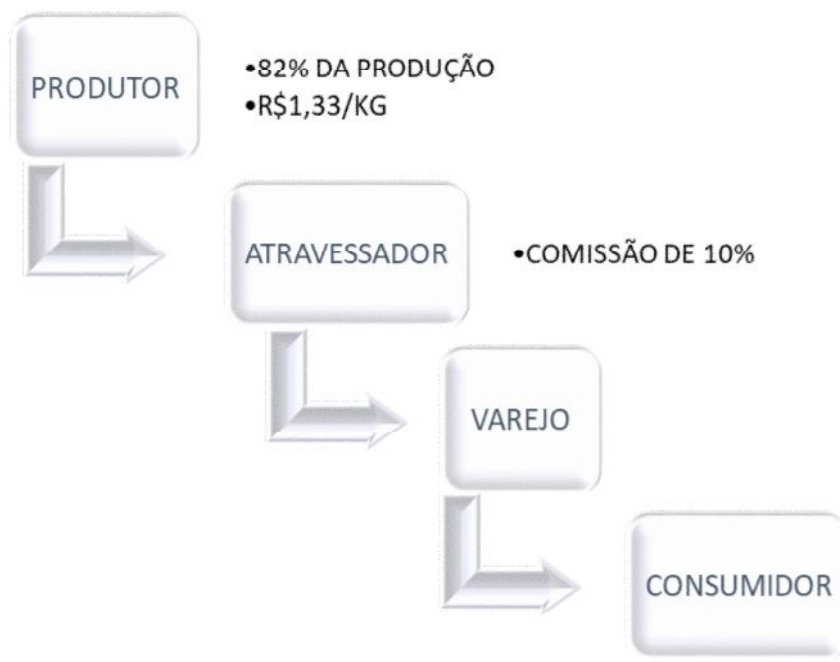 PRODUTOR
•82% DA PRODUÇÃO
•R$1,33/KG
ATRAVESSADOR
•COMISSÃO DE 10%
VAREJO
CONSUMIDOR